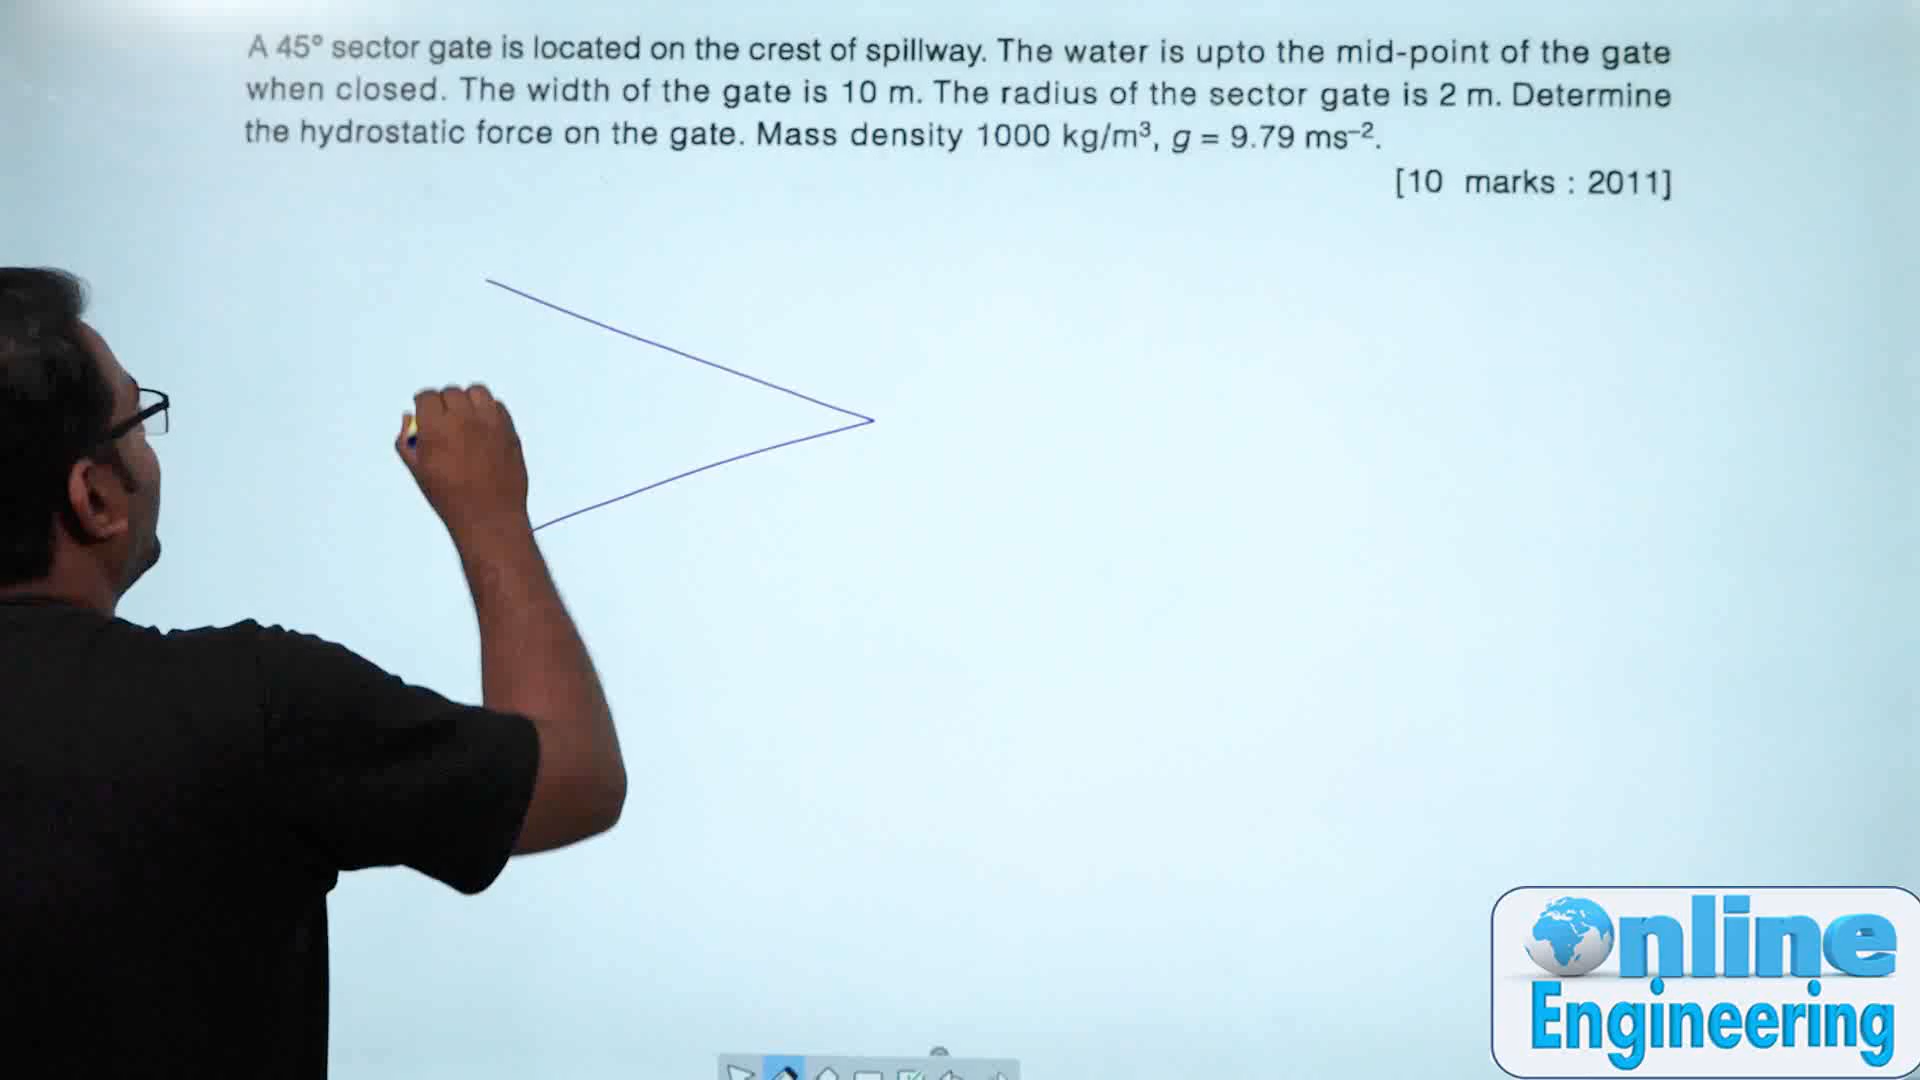 A 45° sector gate is located on the crest of spillway. The water is upto the mid-point of the gate
when closed. The width of the gate is 10 m. The radius of the sector gate is 2 m. Determine
the hydrostatic force on the gate. Mass density 1000 kg/m³, g = 9.79 ms⁻².
[10 marks : 2011]
Online
Engineering